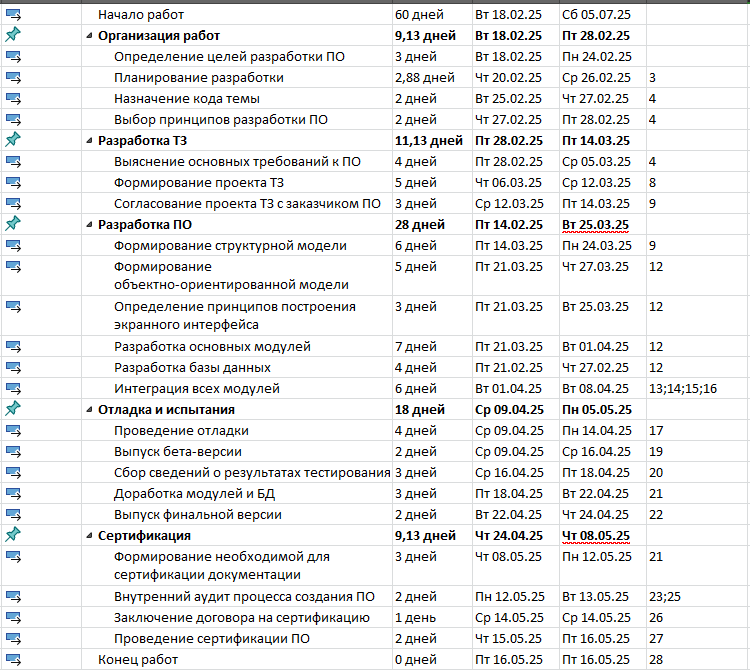 Начало работ 60 дней Вт 18.02.25 Сб 05.07.25
Организация работ 9,13 дней Вт 18.02.25 Пт 28.02.25
Определение целей разработки ПО 3 дней Вт 18.02.25 Пн 24.02.25
Планирование разработки 2,88 дней Чт 20.02.25 Ср 26.02.25 3
Назначение кода темы 2 дней Вт 25.02.25 Чт 27.02.25 4
Выбор принципов разработки ПО 2 дней Чт 27.02.25 Пт 28.02.25 4
Разработка ТЗ 11,13 дней Пт 28.02.25 Пт 14.03.25
Выяснение основных требований к ПО 4 дней Пт 28.02.25 Ср 05.03.25 4
Формирование проекта ТЗ 5 дней Чт 06.03.25 Ср 12.03.25 8
Согласование проекта ТЗ с заказчиком ПО 3 дней Ср 12.03.25 Пт 14.03.25 9
Разработка ПО 28 дней Пт 14.02.25 Вт 25.03.25
Формирование структурной модели 6 дней Пт 14.03.25 Пн 24.03.25 9
Формирование 5 дней Пт 21.03.25 Чт 27.03.25 12
объектно-ориентированной модели
Определение принципов построения 3 дней Пт 21.03.25 Вт 25.03.25 12
экранного интерфейса
Разработка основных модулей 7 дней Пт 21.03.25 Вт 01.04.25 12
Разработка базы данных 4 дней Пт 21.02.25 Чт 27.02.25 12
Интеграция всех модулей 6 дней Вт 01.04.25 Вт 08.04.25 13;14;15;16
Отладка и испытания 18 дней Ср 09.04.25 Пн 05.05.25
Проведение отладки 4 дней Ср 09.04.25 Пн 14.04.25 17
Выпуск бета-версии 2 дней Ср 09.04.25 Ср 16.04.25 19
Сбор сведений о результатах тестирования 3 дней Ср 16.04.25 Пт 18.04.25 20
Доработка модулей и БД 3 дней Пт 18.04.25 Вт 22.04.25 21
Выпуск финальной версии 2 дней Вт 22.04.25 Чт 24.04.25 22
Сертификация 9,13 дней Чт 24.04.25 Чт 08.05.25
Формирование необходимой для 3 дней Чт 08.05.25 Пн 12.05.25 21
сертификации документации
Внутренний аудит процесса создания ПО 2 дней Пн 12.05.25 Вт 13.05.25 23;25
Заключение договора на сертификацию 1 день Ср 14.05.25 Ср 14.05.25 26
Проведение сертификации ПО 2 дней Чт 15.05.25 Пт 16.05.25 27
Конец работ 0 дней Пт 16.05.25 Пт 16.05.25 28